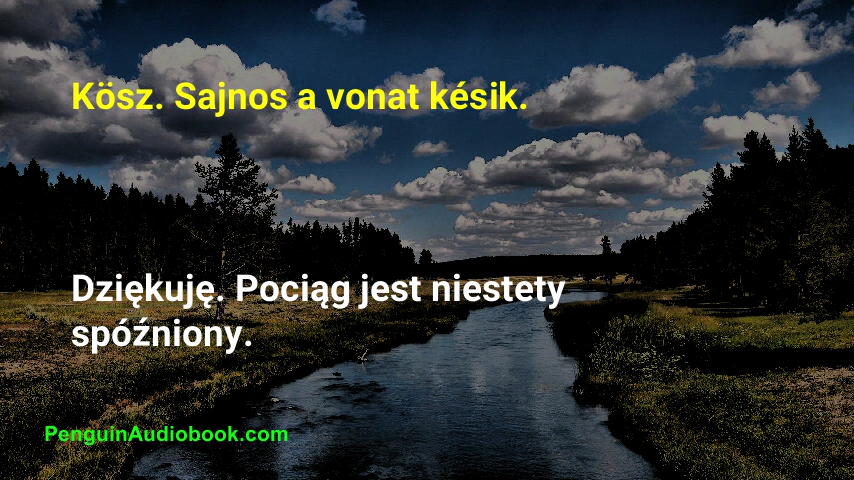 Kösz. Sajnos a vonat késik.
Dziękuję. Pociąg jest niestety
spóźniony.
PenguinAudiobook.com